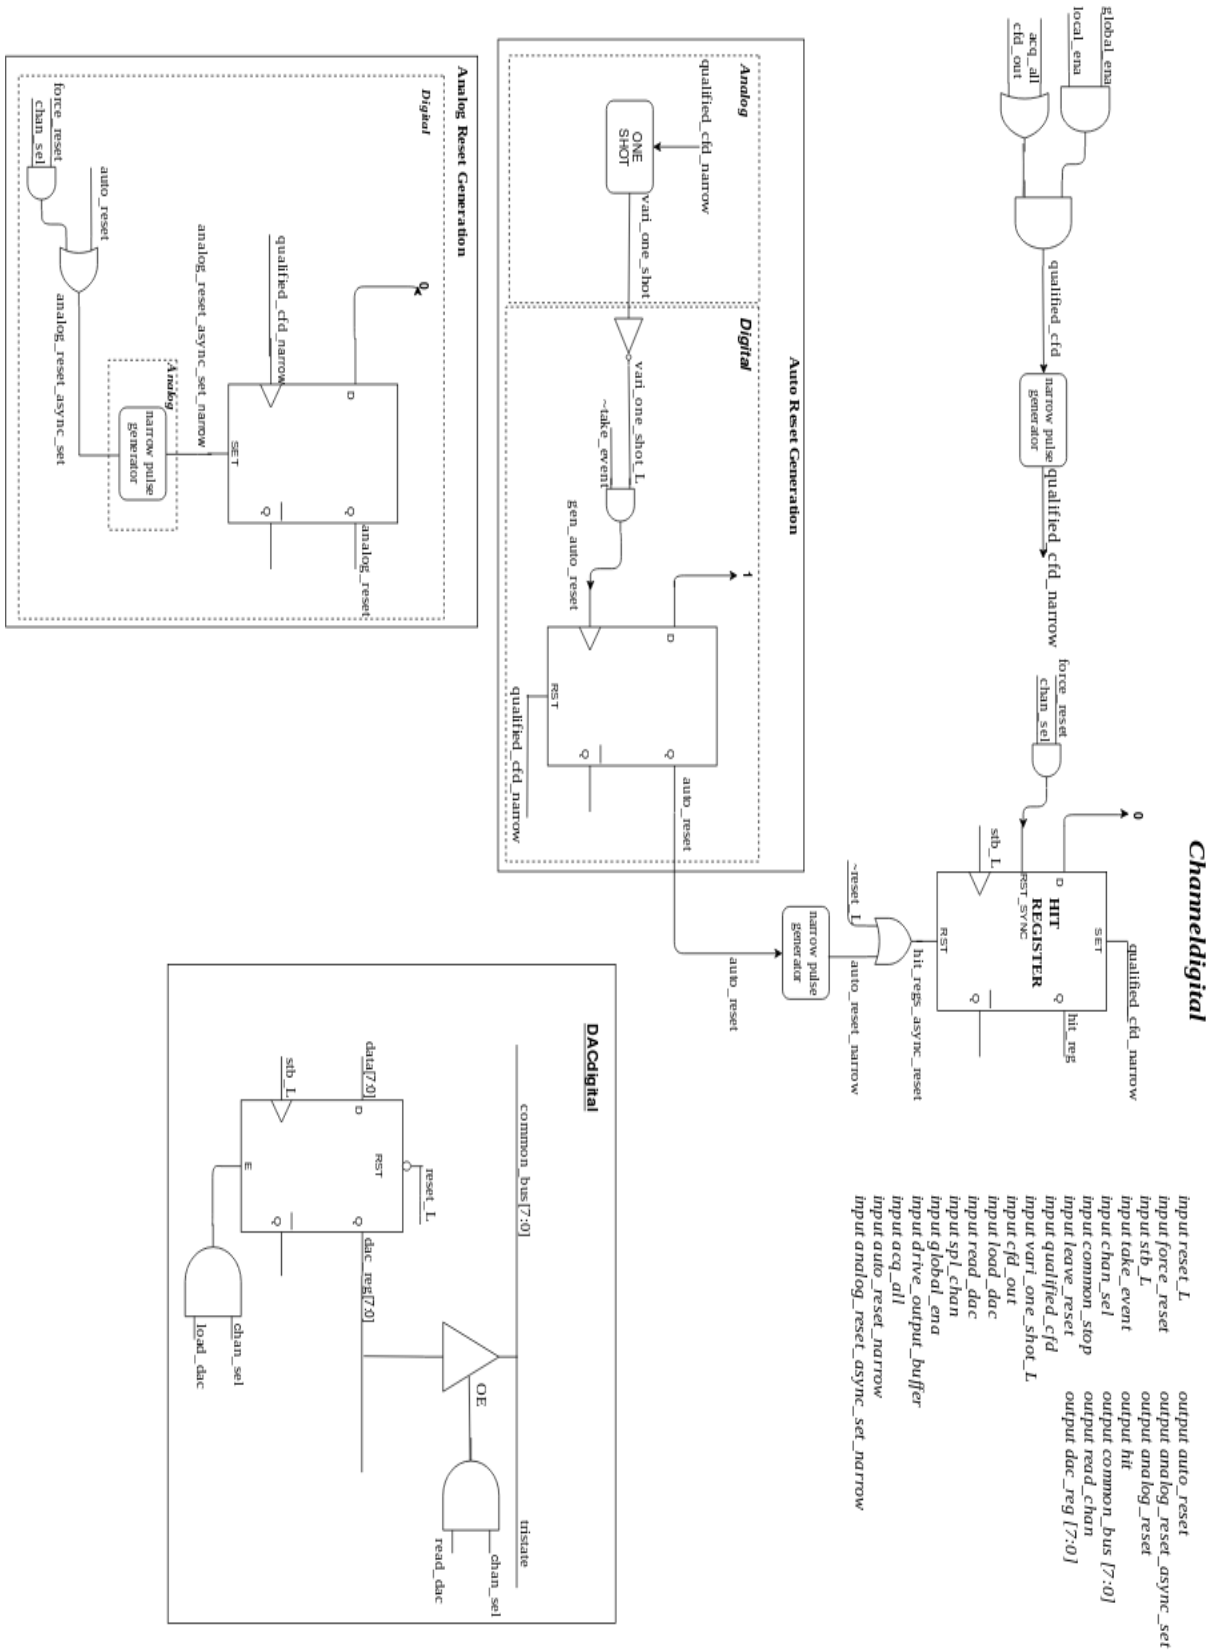 Channeldigital
global_ena
local_ena
acq_all
cfd_out
qualified_cfd
narrow pulse
generator
qualified_cfd_narrow
force_reset
chan_sel
0
stb_L
D
RST_SYNC
HIT
REGISTER
SET
RST
Q
Q
qualified_cfd_narrow
hit_reg
~reset_L
hit_regs_async_reset
narrow pulse
generator
auto_reset_narrow
auto_reset
input reset_L
input force_reset
input stb_L
input take_event
input chan_sel
input common_stop
input leave_reset
input qualified_cfd
input vari_one_shot_L
input cfd_out
input load_dac
input read_dac
input spl_chan
input global_ena
input drive_output_buffer
input acq_all
input auto_reset_narrow
input analog_reset_async_set_narrow
output auto_reset
output analog_reset_async_set
output analog_reset
output hit
output common_bus [7:0]
output read_chan
output dac_reg [7:0]
Auto Reset Generation
Analog
qualified_cfd_narrow
ONE
SHOT
vari_one_shot
Digital
vari_one_shot_L
~take_event
gen_auto_reset
1
D
RST
Q
Q
qualified_cfd_narrow
auto_reset
Analog Reset Generation
Digital
force_reset
chan_sel
auto_reset
analog_reset_async_set
Analog
narrow pulse
generator
analog_reset_async_set_narrow
qualified_cfd_narrow
0
D
SET
Q
Q
analog_reset
DACdigital
common_bus[7:0]
tristate
data[7:0]
stb_L
D
RST
E
Q
Q
reset_L
dac_reg[7:0]
OE
chan_sel
load_dac
chan_sel
read_dac